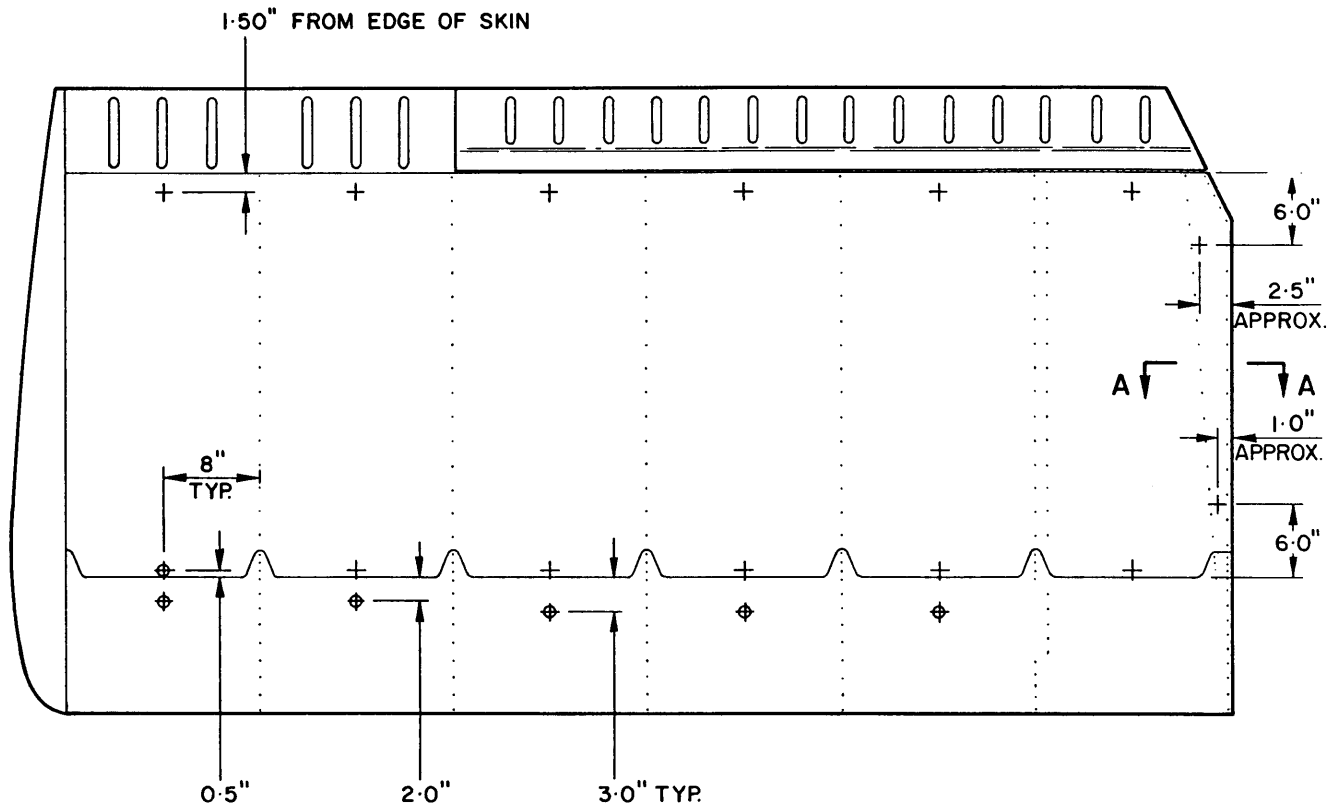 1·50" FROM EDGE OF SKIN
6·0"
2·5"
APPROX.
A A
1·0"
APPROX.
8"
TYP.
6·0"
0·5" 2·0" 3·0" TYP.